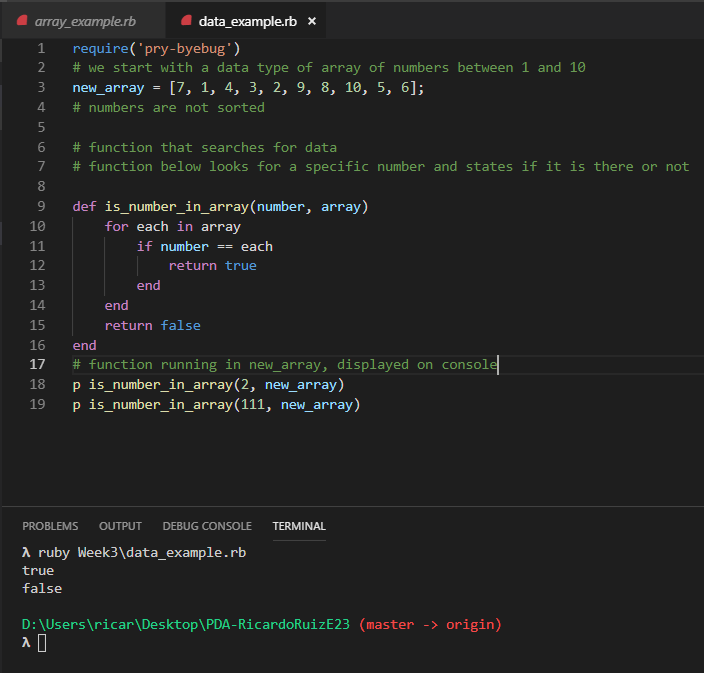 array_example.rb data_example.rb ×
1 require('pry-byebug')
2 # we start with a data type of array of numbers between 1 and 10
3 new_array = [7, 1, 4, 3, 2, 9, 8, 10, 5, 6];
4 # numbers are not sorted
5
6 # function that searches for data
7 # function below looks for a specific number and states if it is there or not
8
9 def is_number_in_array(number, array)
10 for each in array
11 if number == each
12 return true
13 end
14 end
15 return false
16 end
17 # function running in new_array, displayed on console
18 p is_number_in_array(2, new_array)
19 p is_number_in_array(111, new_array)
PROBLEMS OUTPUT DEBUG CONSOLE TERMINAL
λ ruby Week3\data_example.rb
true
false
D:\Users\ricar\Desktop\PDA-RicardoRuizE23 (master -> origin)
λ